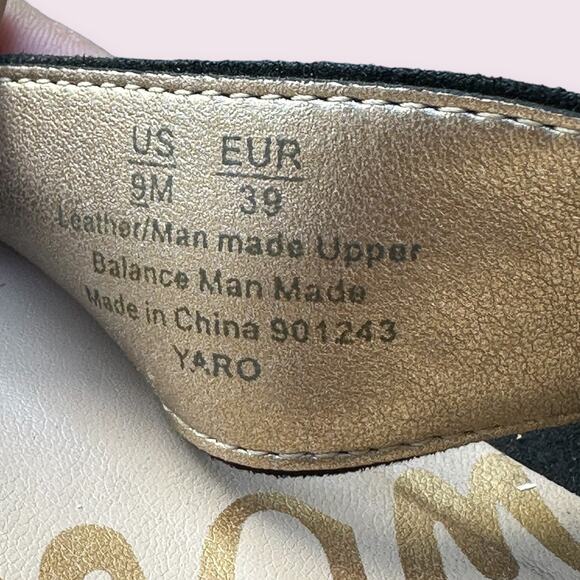 US EUR
9M 39
Leather/Man made Upper
Balance Man Made
Made in China 901243
YARO